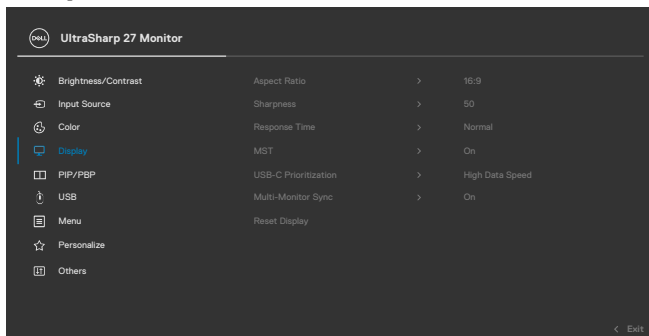 DELL UltraSharp 27 Monitor
Brightness/Contrast Aspect Ratio > 16:9
Input Source Sharpness > 50
Color Response Time > Normal
Display MST > On
PIP/PBP USB-C Prioritization > High Data Speed
USB Multi-Monitor Sync > On
Menu Reset Display
Personalize
Others
< Exit